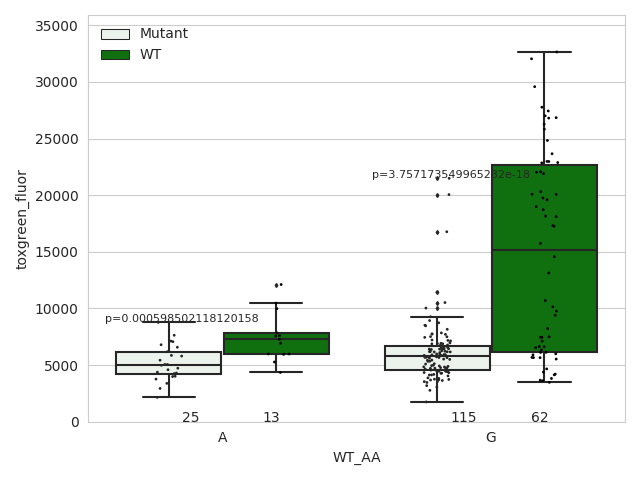 35000
30000
25000
20000
15000
10000
5000
0
toxgreen_fluor
Mutant
WT
p=0.000598502118120158
p=3.757173549965232e-18
25
13
115
62
A
G
WT_AA